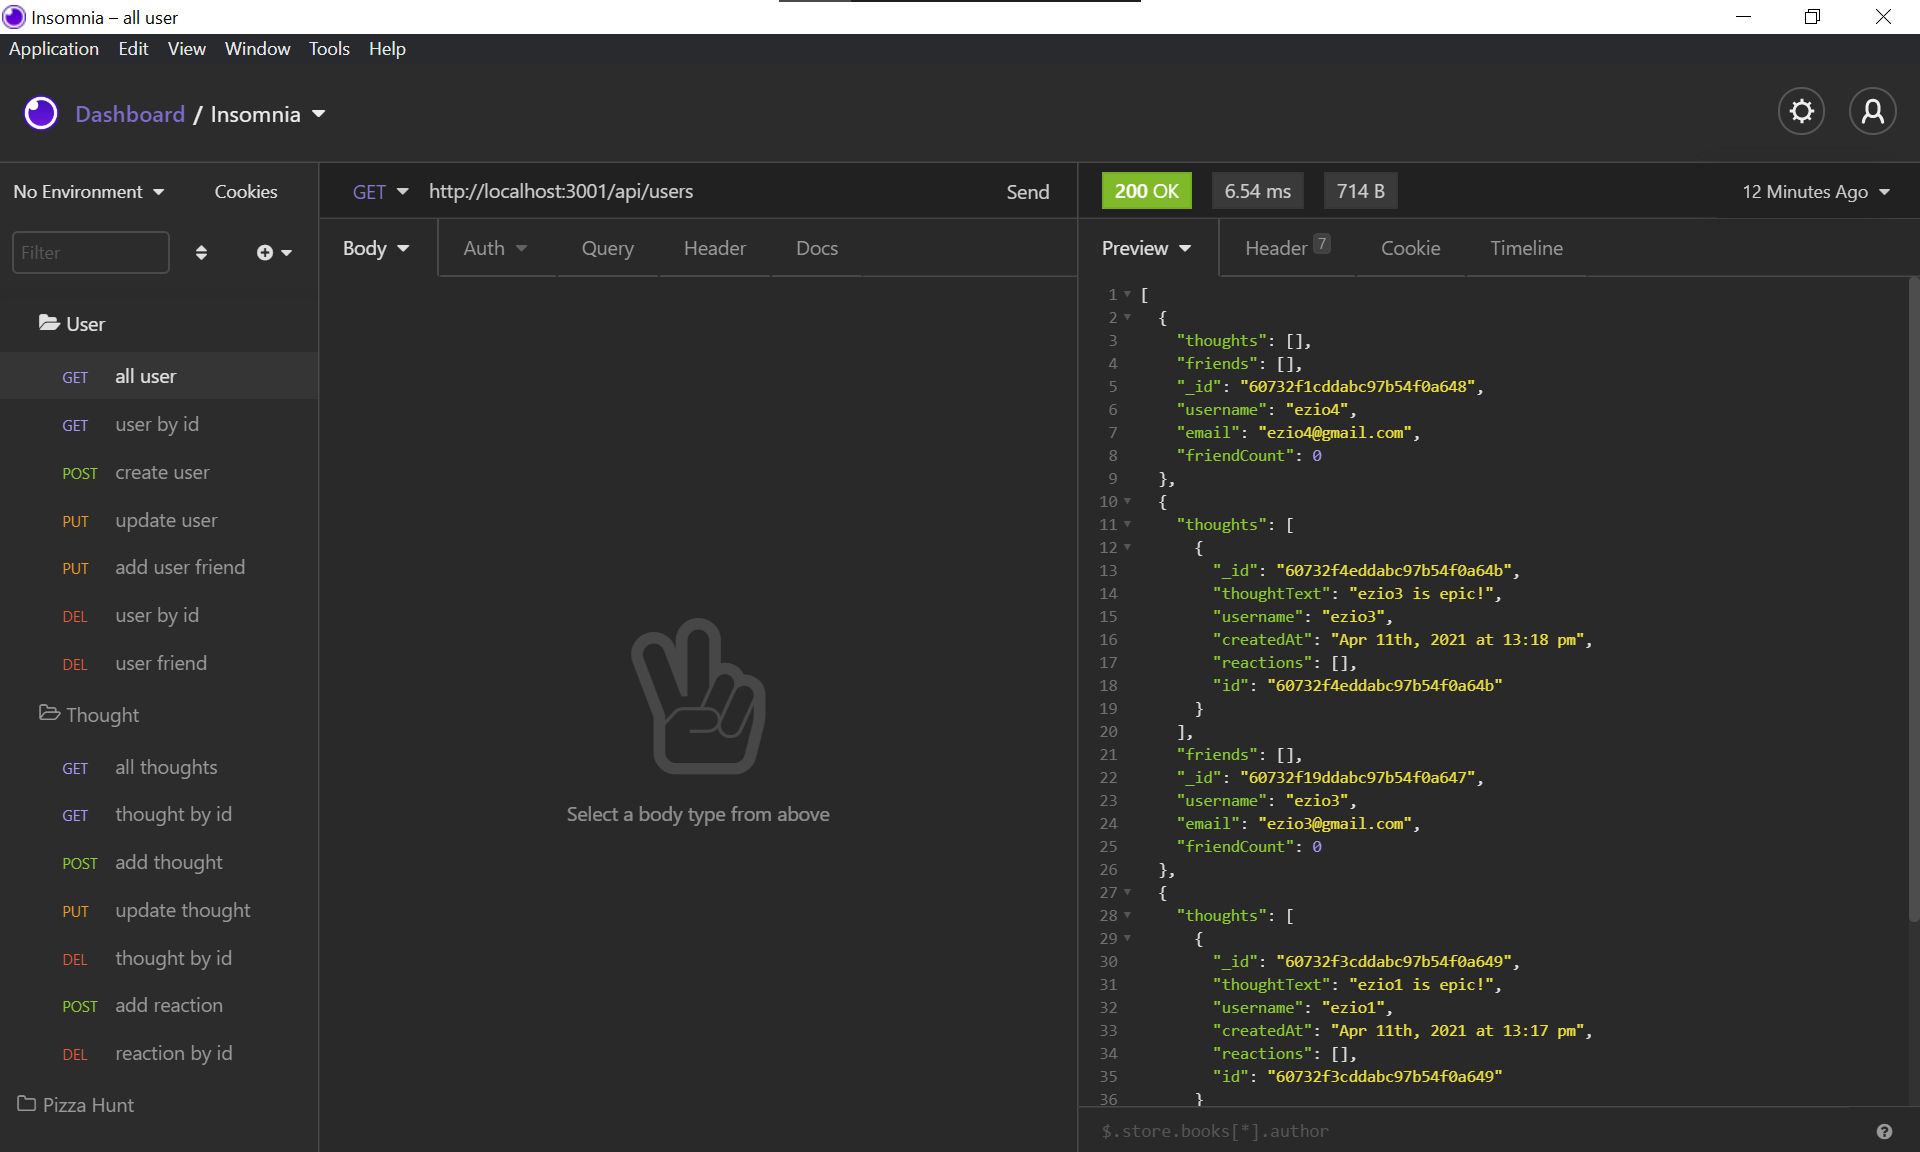 Insomnia – all user
Application Edit View Window Tools Help
Dashboard / Insomnia
No Environment Cookies
Filter
User
GET all user
GET user by id
POST create user
PUT update user
PUT add user friend
DEL user by id
DEL user friend
Thought
GET all thoughts
GET thought by id
POST add thought
PUT update thought
DEL thought by id
POST add reaction
DEL reaction by id
Pizza Hunt
GET http://localhost:3001/api/users Send
Body Auth Query Header Docs
Select a body type from above
200 OK 6.54 ms 714 B 12 Minutes Ago
Preview Header 7 Cookie Timeline
1 [
2 {
3 "thoughts": [],
4 "friends": [],
5 "_id": "60732f1cddabc97b54f0a648",
6 "username": "ezio4",
7 "email": "ezio4@gmail.com",
8 "friendCount": 0
9 },
10 {
11 "thoughts": [
12 {
13 "_id": "60732f4eddabc97b54f0a64b",
14 "thoughtText": "ezio3 is epic!",
15 "username": "ezio3",
16 "createdAt": "Apr 11th, 2021 at 13:18 pm",
17 "reactions": [],
18 "id": "60732f4eddabc97b54f0a64b"
19 }
20 ],
21 "friends": [],
22 "_id": "60732f19ddabc97b54f0a647",
23 "username": "ezio3",
24 "email": "ezio3@gmail.com",
25 "friendCount": 0
26 },
27 {
28 "thoughts": [
29 {
30 "_id": "60732f3cddabc97b54f0a649",
31 "thoughtText": "ezio1 is epic!",
32 "username": "ezio1",
33 "createdAt": "Apr 11th, 2021 at 13:17 pm",
34 "reactions": [],
35 "id": "60732f3cddabc97b54f0a649"
36 }
$.store.books[*].author